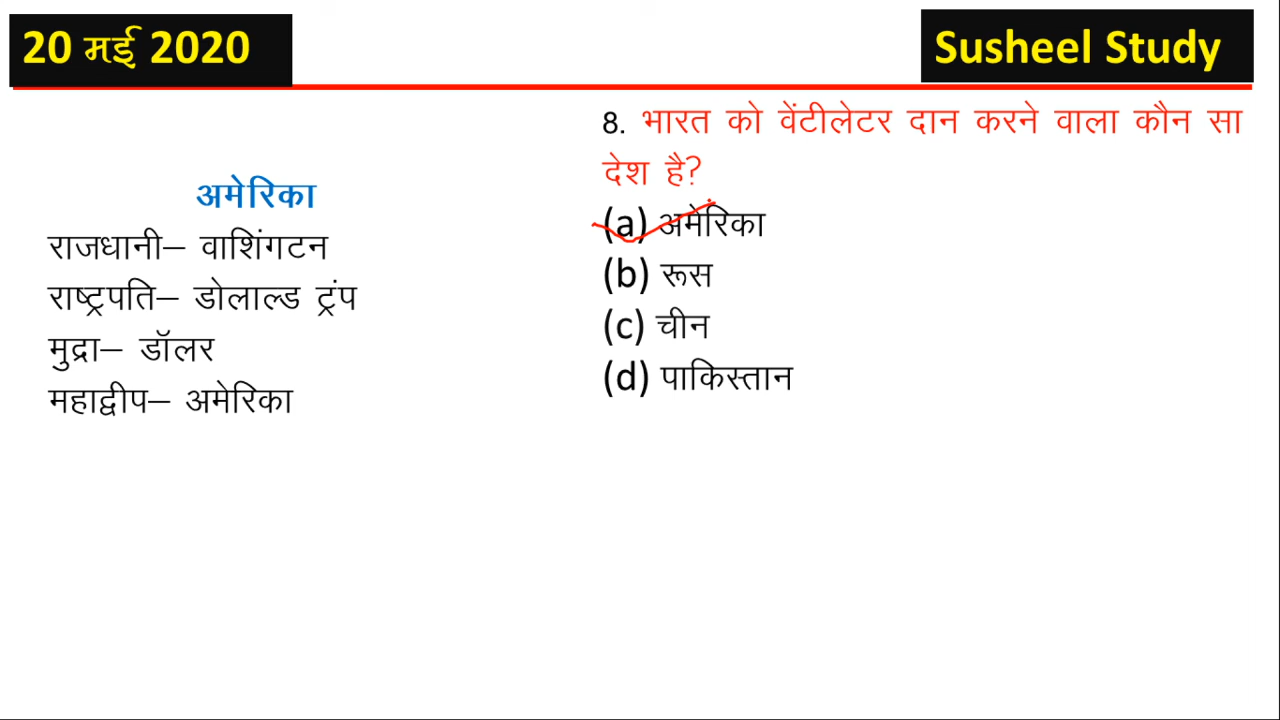 20 मई 2020
Susheel Study
अमेरिका
राजधानी– वाशिंगटन
राष्ट्रपति– डोलाल्ड ट्रंप
मुद्रा– डॉलर
महाद्वीप– अमेरिका
8. भारत को वेंटीलेटर दान करने वाला कौन सा
देश है?
(a) अमेरिका
(b) रूस
(c) चीन
(d) पाकिस्तान